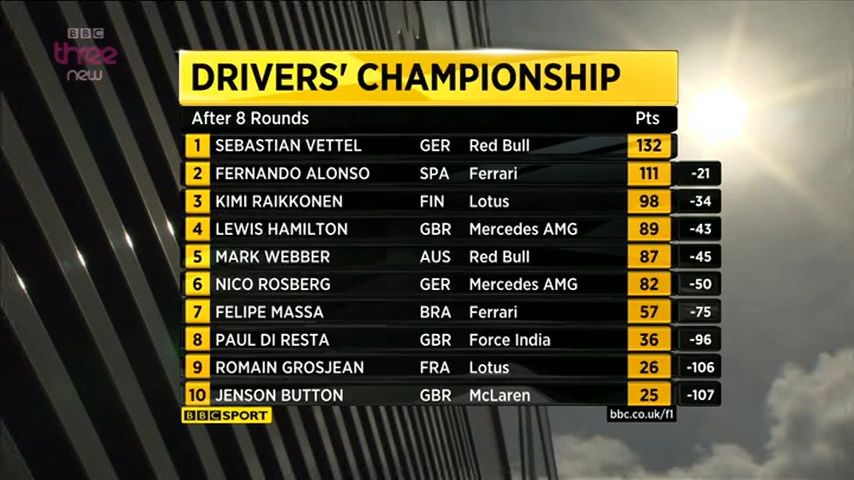 BBC
three
new
DRIVERS' CHAMPIONSHIP
After 8 Rounds Pts
1 SEBASTIAN VETTEL GER Red Bull 132
2 FERNANDO ALONSO SPA Ferrari 111 -21
3 KIMI RAIKKONEN FIN Lotus 98 -34
4 LEWIS HAMILTON GBR Mercedes AMG 89 -43
5 MARK WEBBER AUS Red Bull 87 -45
6 NICO ROSBERG GER Mercedes AMG 82 -50
7 FELIPE MASSA BRA Ferrari 57 -75
8 PAUL DI RESTA GBR Force India 36 -96
9 ROMAIN GROSJEAN FRA Lotus 26 -106
10 JENSON BUTTON GBR McLaren 25 -107
BBC SPORT bbc.co.uk/f1